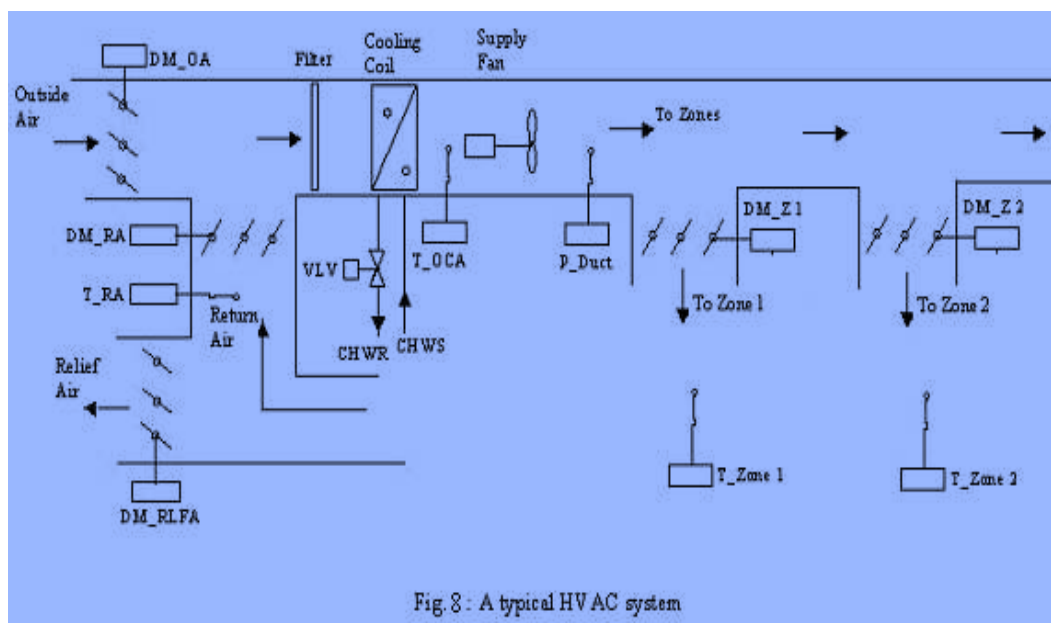 DM_OA
Filter
Cooling
Coil
Supply
Fan
Outside
Air
To Zones
DM_RA
T_RA
Return
Air
VLV
CHWR
CHWS
T_OCA
P_Duct
DM_Z 1
DM_Z 2
To Zone 1
To Zone 2
Relief
Air
DM_RLFA
T_Zone 1
T_Zone 2
Fig. 8 : A typical HVAC system